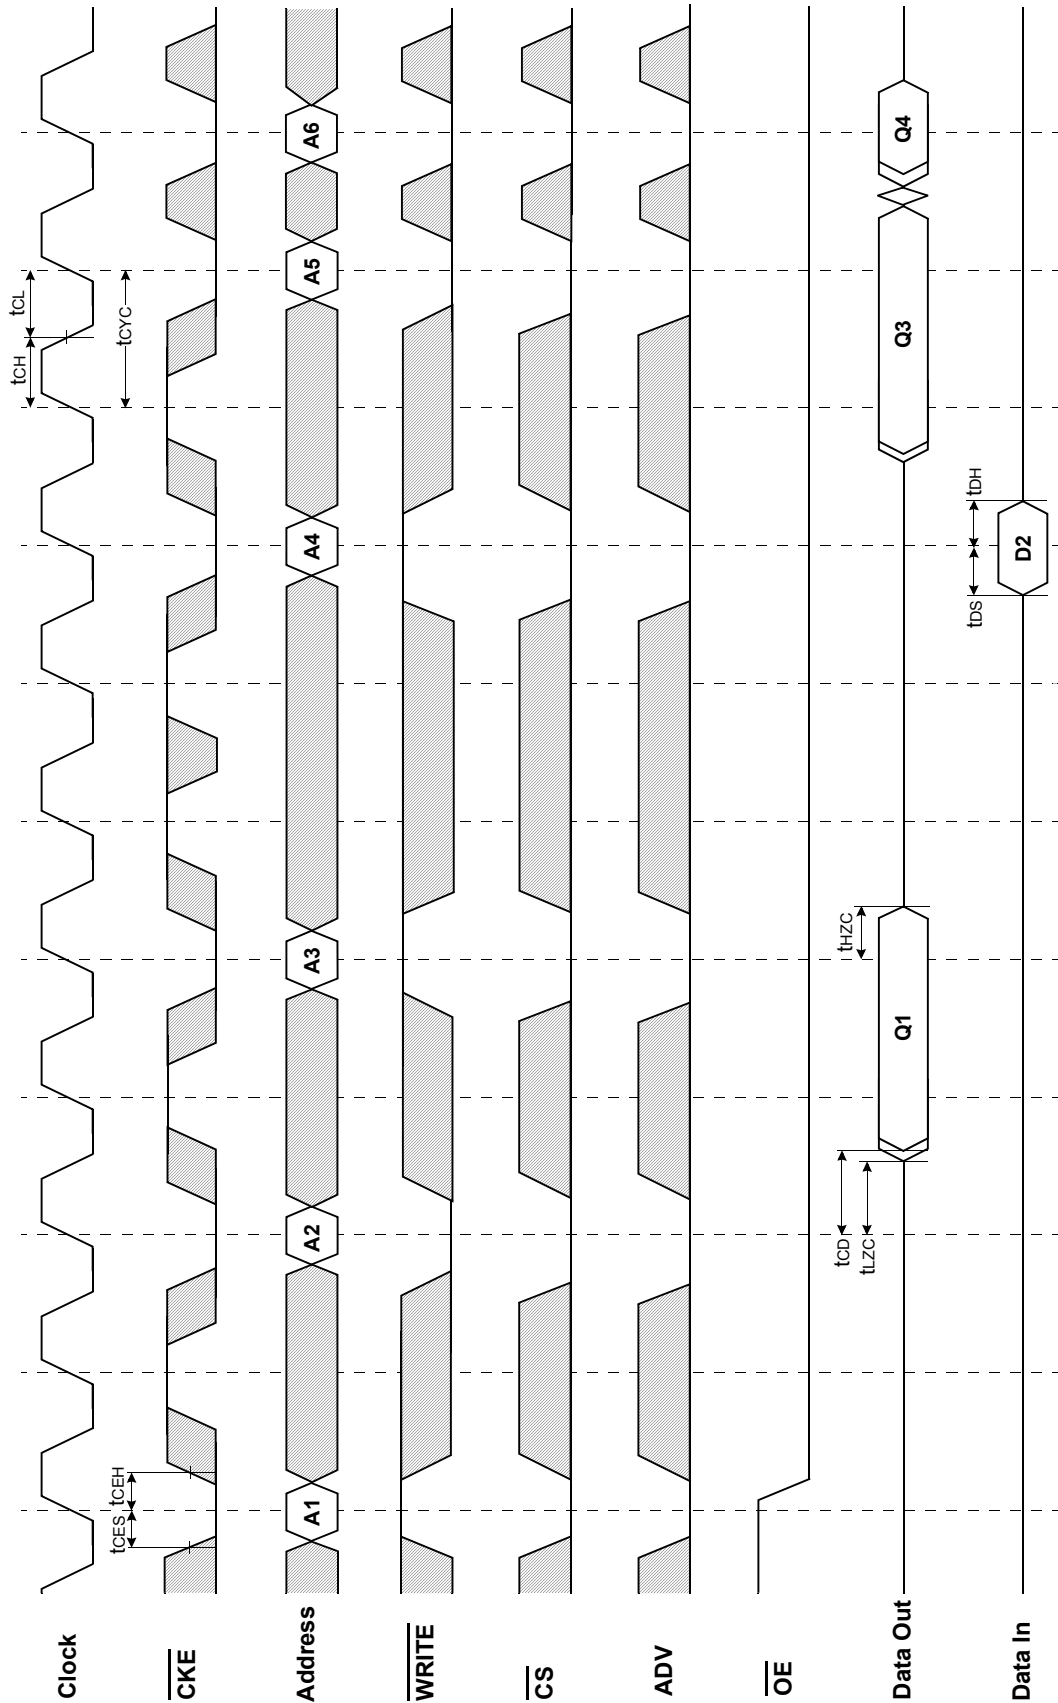 Clock
tCES
tCEH
tCH
tCL
tCYC
CKE
Address
A1
A2
A3
A4
A5
A6
WRITE
CS
ADV
OE
Data Out
tCD
tLZC
Q1
tHZC
Q3
Q4
Data In
tDS
D2
tDH